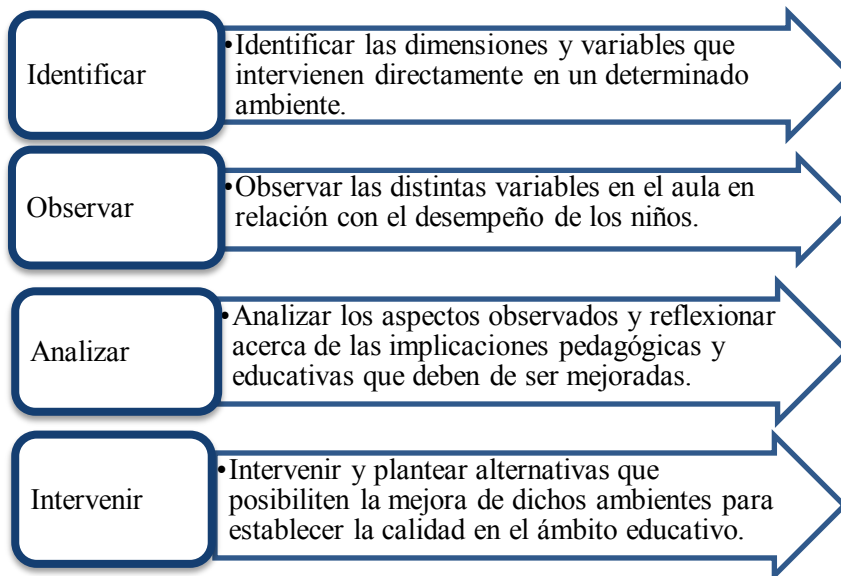 Identificar
•Identificar las dimensiones y variables que
intervienen directamente en un determinado
ambiente.
Observar
•Observar las distintas variables en el aula en
relación con el desempeño de los niños.
Analizar
•Analizar los aspectos observados y reflexionar
acerca de las implicaciones pedagógicas y
educativas que deben de ser mejoradas.
Intervenir
•Intervenir y plantear alternativas que
posibiliten la mejora de dichos ambientes para
establecer la calidad en el ámbito educativo.